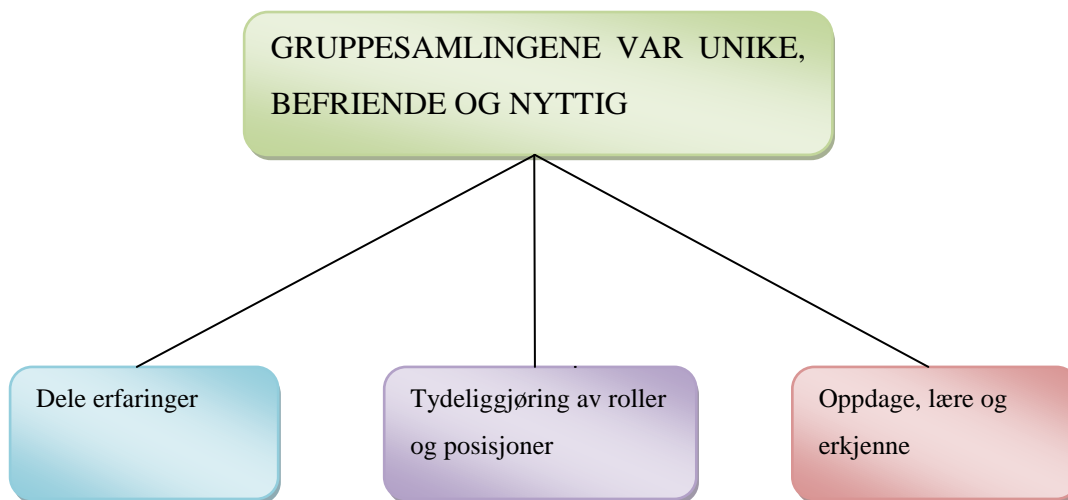 GRUPPESAMLINGENE VAR UNIKE,
BEFRIENDE OG NYTTIG
Dele erfaringer
Tydeliggjøring av roller
og posisjoner
Oppdage, lære og
erkjenne